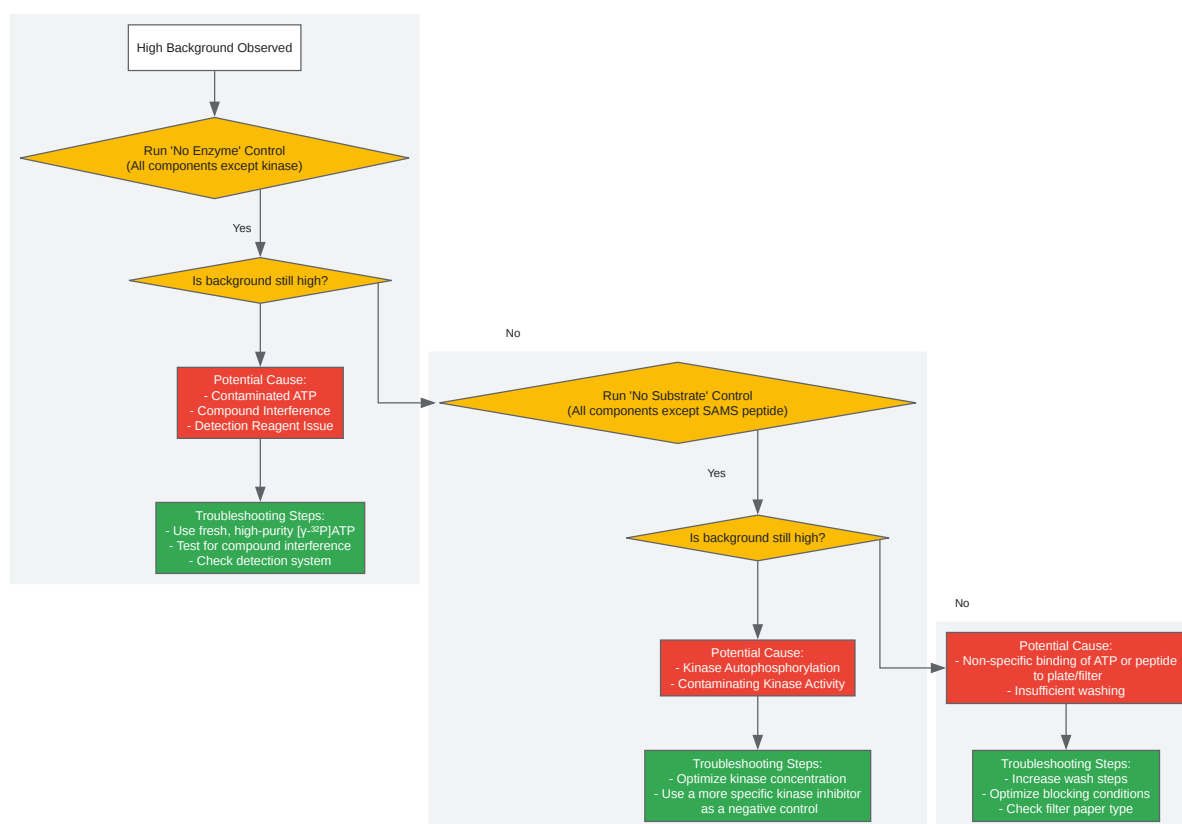 High Background Observed
Run 'No Enzyme' Control
(All components except kinase)
Yes
Is background still high?
Potential Cause:
- Contaminated ATP
- Compound Interference
- Detection Reagent Issue
Troubleshooting Steps:
- Use fresh, high-purity [γ-³²P]ATP
- Test for compound interference
- Check detection system
No
Run 'No Substrate' Control
(All components except SAMS peptide)
Yes
Is background still high?
Potential Cause:
- Kinase Autophosphorylation
- Contaminating Kinase Activity
Troubleshooting Steps:
- Optimize kinase concentration
- Use a more specific kinase inhibitor
as a negative control
No
Potential Cause:
- Non-specific binding of ATP or peptide
to plate/filter
- Insufficient washing
Troubleshooting Steps:
- Increase wash steps
- Optimize blocking conditions
- Check filter paper type